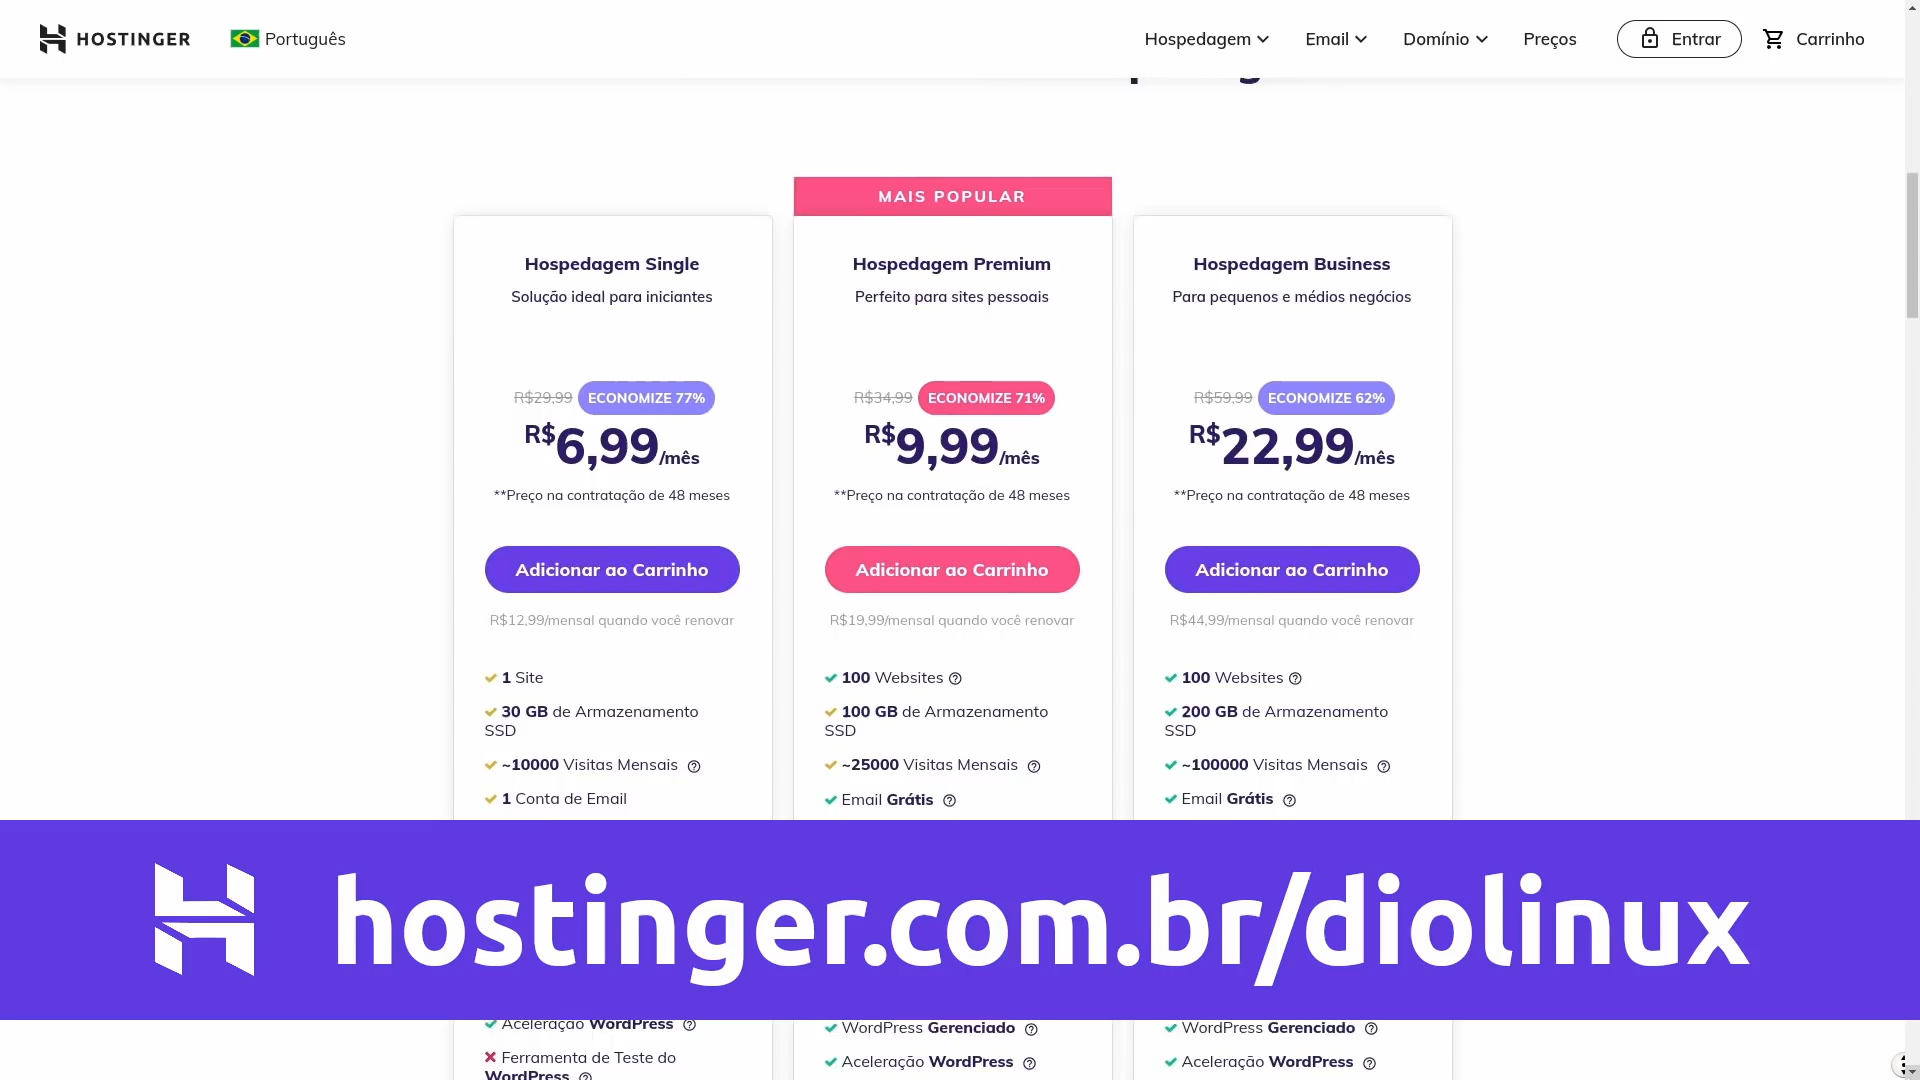 HOSTINGER
Português
Hospedagem
Email
Domínio
Preços
Entrar
Carrinho
MAIS POPULAR
Hospedagem Single
Solução ideal para iniciantes
R$29,99 ECONOMIZE 77%
R$6,99/mês
**Preço na contratação de 48 meses
Adicionar ao Carrinho
R$12,99/mensal quando você renovar
1 Site
30 GB de Armazenamento
SSD
~10000 Visitas Mensais
1 Conta de Email
Hospedagem Premium
Perfeito para sites pessoais
R$34,99 ECONOMIZE 71%
R$9,99/mês
**Preço na contratação de 48 meses
Adicionar ao Carrinho
R$19,99/mensal quando você renovar
100 Websites
100 GB de Armazenamento
SSD
~25000 Visitas Mensais
Email Grátis
Hospedagem Business
Para pequenos e médios negócios
R$59,99 ECONOMIZE 62%
R$22,99/mês
**Preço na contratação de 48 meses
Adicionar ao Carrinho
R$44,99/mensal quando você renovar
100 Websites
200 GB de Armazenamento
SSD
~100000 Visitas Mensais
Email Grátis
hostinger.com.br/diolinux
Aceleração WordPress
Ferramenta de Teste do
WordPress
WordPress Gerenciado
Aceleração WordPress
WordPress Gerenciado
Aceleração WordPress